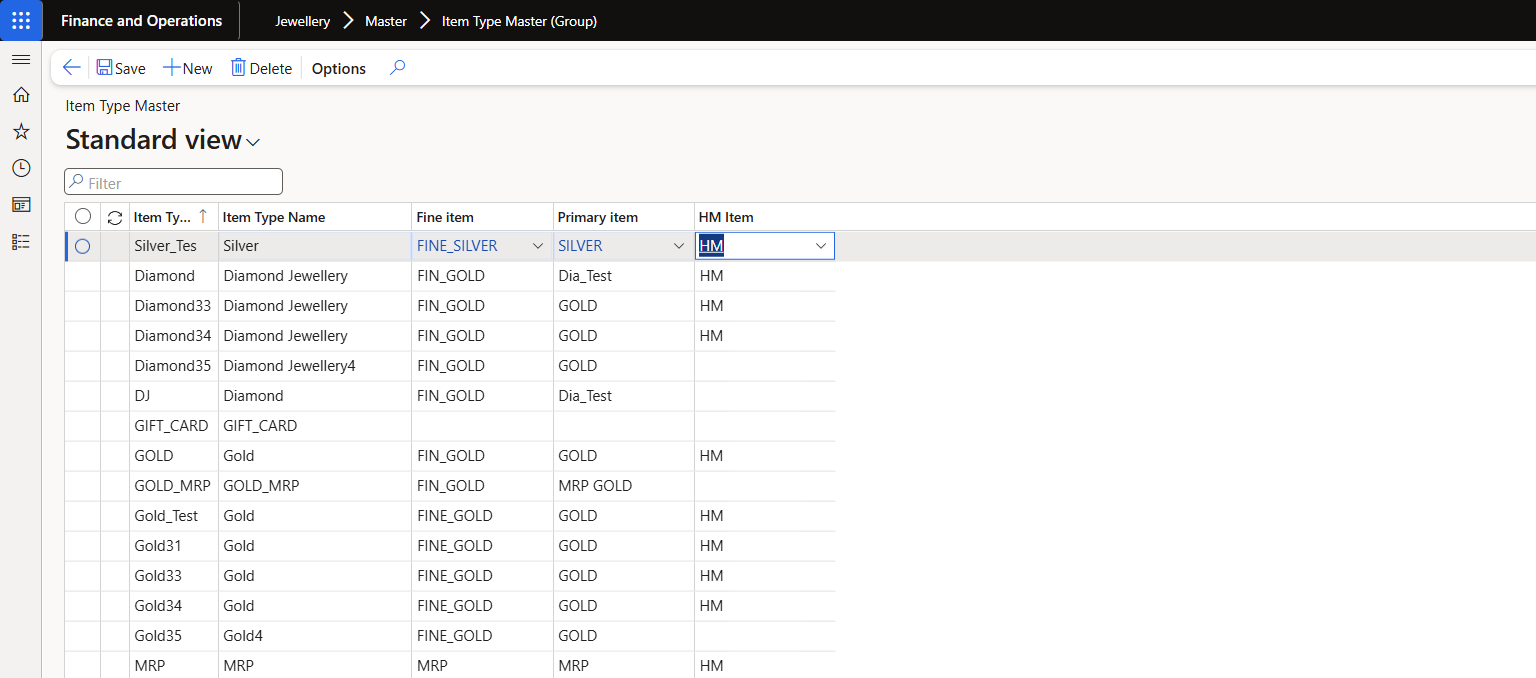 Finance and Operations Jewellery Master Item Type Master (Group)
Save New Delete Options
Item Type Master
Standard view
Filter
Item Ty... Item Type Name Fine item Primary item HM Item
Silver_Tes Silver FINE_SILVER SILVER HM
Diamond Diamond Jewellery FIN_GOLD Dia_Test HM
Diamond33 Diamond Jewellery FIN_GOLD GOLD HM
Diamond34 Diamond Jewellery FIN_GOLD GOLD HM
Diamond35 Diamond Jewellery4 FIN_GOLD GOLD
DJ Diamond FIN_GOLD Dia_Test
GIFT_CARD GIFT_CARD
GOLD Gold FIN_GOLD GOLD HM
GOLD_MRP GOLD_MRP FIN_GOLD MRP GOLD
Gold_Test Gold FINE_GOLD GOLD HM
Gold31 Gold FINE_GOLD GOLD HM
Gold33 Gold FINE_GOLD GOLD HM
Gold34 Gold FINE_GOLD GOLD HM
Gold35 Gold4 FINE_GOLD GOLD
MRP MRP MRP MRP HM